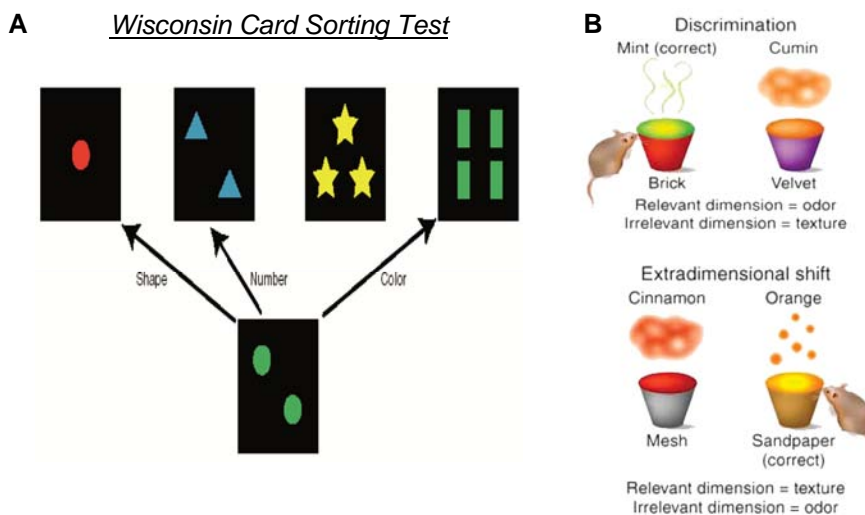 A
Wisconsin Card Sorting Test
Shape
Number
Color
B
Discrimination
Mint (correct) Cumin
Brick Velvet
Relevant dimension = odor
Irrelevant dimension = texture
Extradimensional shift
Cinnamon Orange
Mesh Sandpaper
(correct)
Relevant dimension = texture
Irrelevant dimension = odor